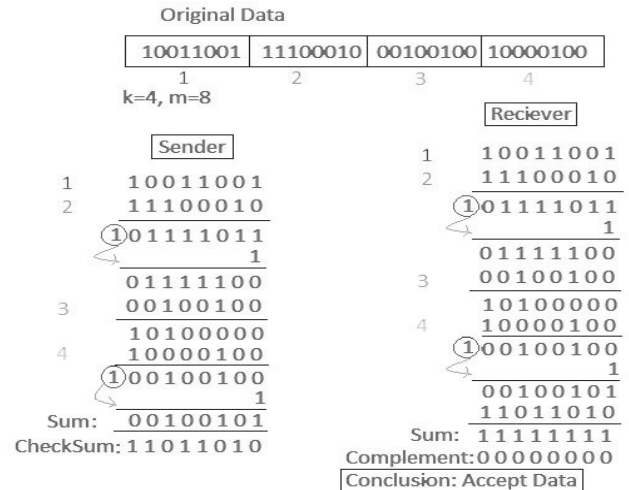 Original Data
10011001 11100010 00100100 10000100
1 2 3 4
k=4, m=8
Sender
1 10011001
2 11100010
1 01111011
1
01111100
3 00100100
10100000
4 10000100
1 00100100
1
Sum: 00100101
CheckSum: 11011010
Reciever
1 10011001
2 11100010
1 01111011
1
01111100
3 00100100
10100000
4 10000100
1 00100100
1
00100101
11011010
Sum: 11111111
Complement: 00000000
Conclusion: Accept Data